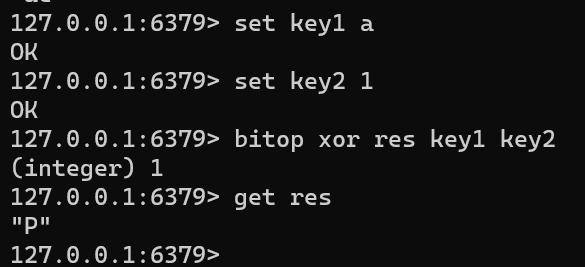 127.0.0.1:6379> set key1 a
OK
127.0.0.1:6379> set key2 1
OK
127.0.0.1:6379> bitop xor res key1 key2
(integer) 1
127.0.0.1:6379> get res
"P"
127.0.0.1:6379>